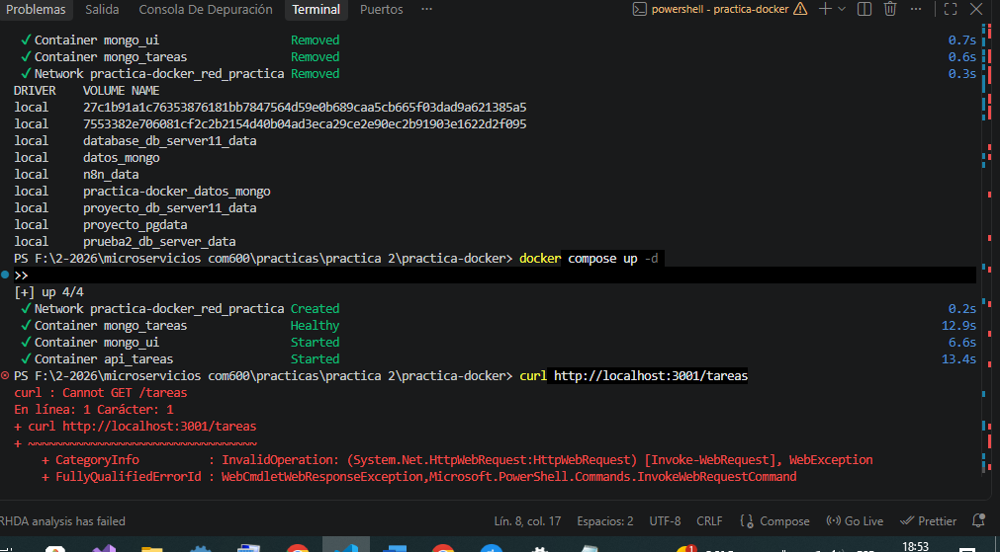 Problemas Salida Consola De Depuración Terminal Puertos ··· powershell - practica-docker
✓ Container mongo_ui Removed 0.7s
✓ Container mongo_tareas Removed 0.6s
✓ Network practica-docker_red_practica Removed 0.3s
DRIVER VOLUME NAME
local 27c1b91a1c76353876181bb7847564d59e0b689caa5cb665f03dad9a621385a5
local 7553382e706081cf2c2b2154d40b04ad3eca29ce2e90ec2b91903e1622d2f095
local database_db_server11_data
local datos_mongo
local n8n_data
local practica-docker_datos_mongo
local proyecto_db_server11_data
local proyecto_pgdata
local prueba2_db_server_data
PS F:\2-2026\microservicios com600\practicas\practica 2\practica-docker> docker compose up -d
>>
[+] up 4/4
✓ Network practica-docker_red_practica Created 0.2s
✓ Container mongo_tareas Healthy 12.9s
✓ Container mongo_ui Started 6.6s
✓ Container api_tareas Started 13.4s
PS F:\2-2026\microservicios com600\practicas\practica 2\practica-docker> curl http://localhost:3001/tareas
curl : Cannot GET /tareas
En línea: 1 Carácter: 1
+ curl http://localhost:3001/tareas
+ ~~~~~~~~~~~~~~~~~~~~~~~~~~~~~~~~~
+ CategoryInfo : InvalidOperation: (System.Net.HttpWebRequest:HttpWebRequest) [Invoke-WebRequest], WebException
+ FullyQualifiedErrorId : WebCmdletWebResponseException,Microsoft.PowerShell.Commands.InvokeWebRequestCommand
RHDA analysis has failed Lín. 8, col. 17 Espacios: 2 UTF-8 CRLF {} Compose Go Live Prettier
18:53